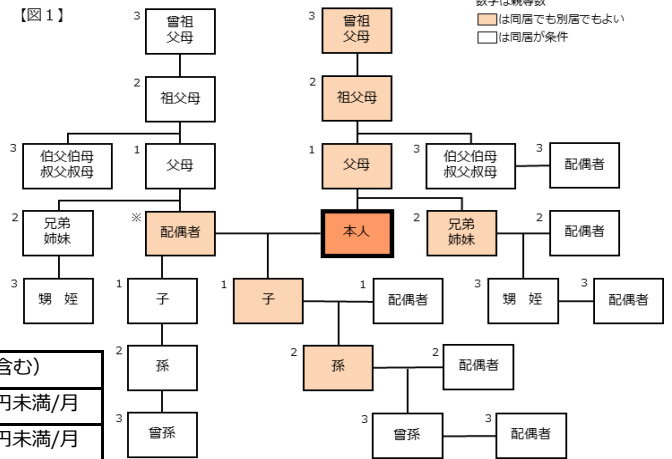 【図1】
数字は親等数
は同居でも別居でもよい
は同居が条件
3
曾祖
父母
3
曾祖
父母
2
祖父母
2
祖父母
3
伯父伯母
叔父叔母
1
父母
1
父母
3
伯父伯母
叔父叔母
3
配偶者
2
兄弟
姉妹
※
配偶者
本人
2
兄弟
姉妹
2
配偶者
3
甥 姪
1
子
1
子
1
配偶者
3
甥 姪
3
配偶者
2
孫
2
孫
2
配偶者
3
曾孫
3
曾孫
3
配偶者
含む）
円未満/月
円未満/月